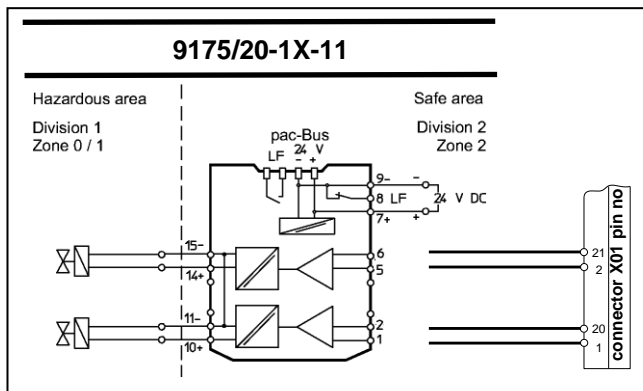 9175/20-1X-11
Hazardous area
Safe area
Division 1
Zone 0 / 1
Division 2
Zone 2
pac-Bus
LF 24 V
- +
9- -
8 LF 24 V DC
7+ +
15- 6
14+ 5
11- 2
10+ 1
21
2
20
1
connector X01 pin no